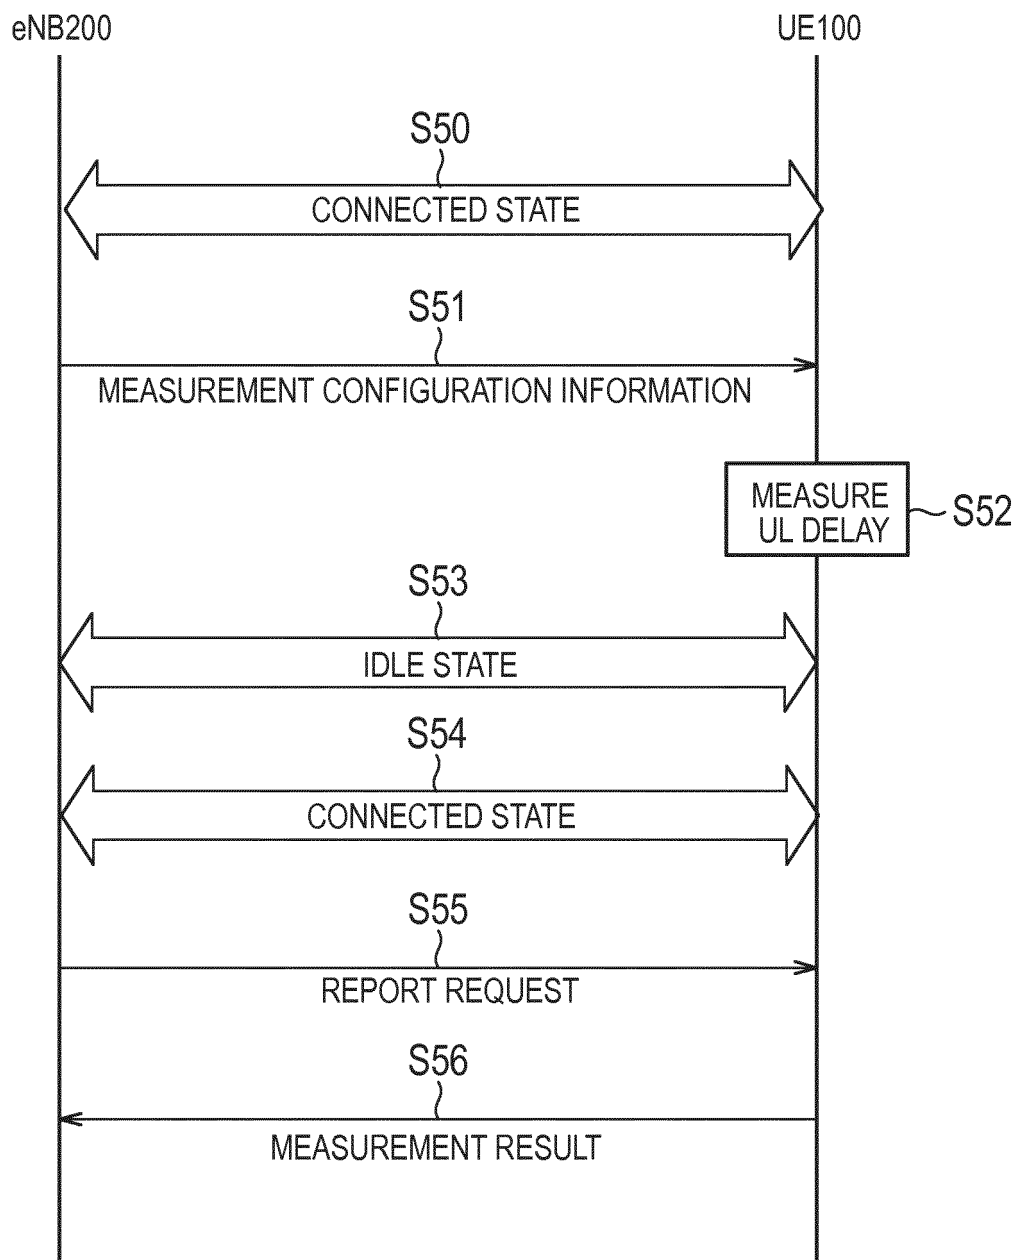 eNB200
UE100
S50
CONNECTED STATE
S51
MEASUREMENT CONFIGURATION INFORMATION
MEASURE
UL DELAY
S52
S53
IDLE STATE
S54
CONNECTED STATE
S55
REPORT REQUEST
S56
MEASUREMENT RESULT